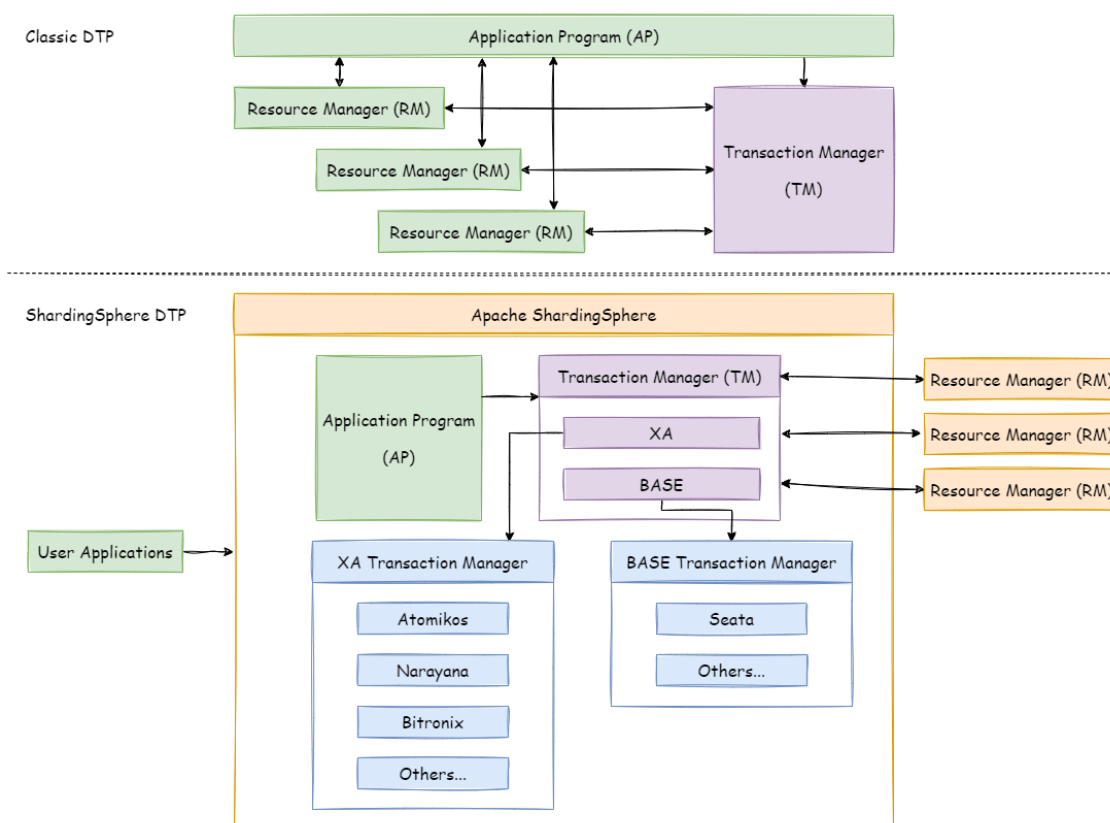 Classic DTP
Application Program (AP)
Resource Manager (RM)
Resource Manager (RM)
Resource Manager (RM)
Transaction Manager
(TM)
ShardingSphere DTP
Apache ShardingSphere
Application Program
(AP)
Transaction Manager (TM)
XA
BASE
Resource Manager (RM)
Resource Manager (RM)
Resource Manager (RM)
User Applications
XA Transaction Manager
Atomikos
Narayana
Bitronix
Others...
BASE Transaction Manager
Seata
Others...